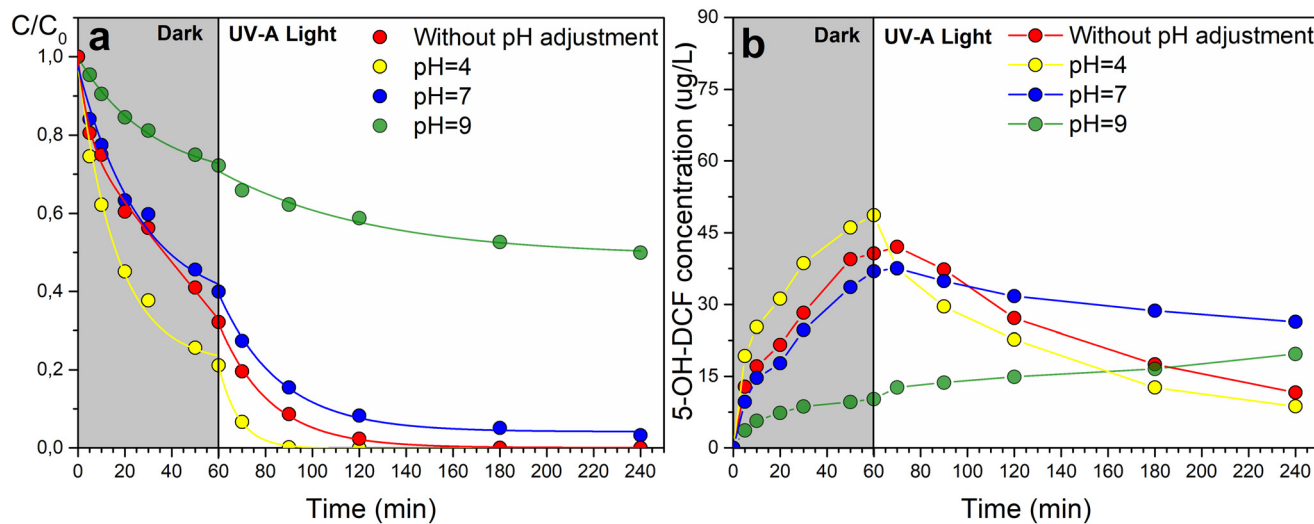 C/C0
a
Dark
UV-A Light
Without pH adjustment
pH=4
pH=7
pH=9
1,0
0,8
0,6
0,4
0,2
0,0
0 20 40 60 80 100 120 140 160 180 200 220 240
Time (min)
b
Dark
UV-A Light
Without pH adjustment
pH=4
pH=7
pH=9
5-OH-DCF concentration (ug/L)
90
75
60
45
30
15
0
0 20 40 60 80 100 120 140 160 180 200 220 240
Time (min)